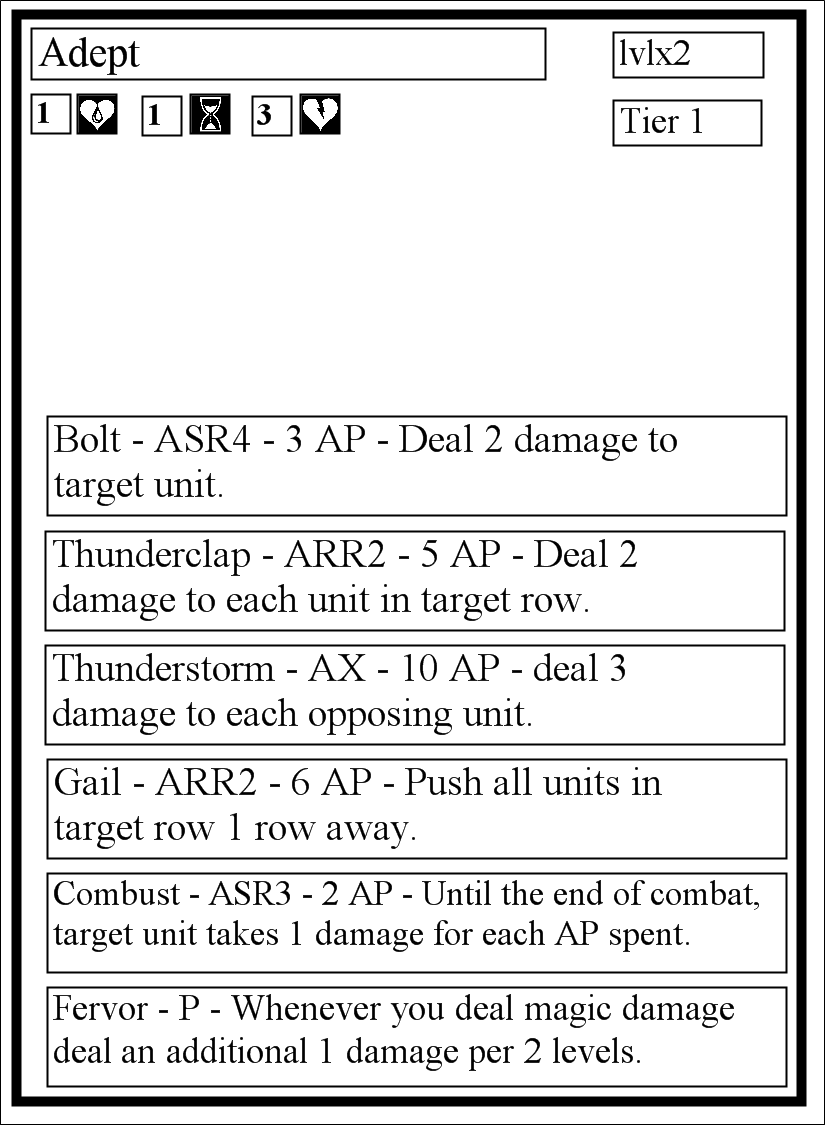 Adept
lvlx2
1 1 3
Tier 1
Bolt - ASR4 - 3 AP - Deal 2 damage to
target unit.
Thunderclap - ARR2 - 5 AP - Deal 2
damage to each unit in target row.
Thunderstorm - AX - 10 AP - deal 3
damage to each opposing unit.
Gail - ARR2 - 6 AP - Push all units in
target row 1 row away.
Combust - ASR3 - 2 AP - Until the end of combat,
target unit takes 1 damage for each AP spent.
Fervor - P - Whenever you deal magic damage
deal an additional 1 damage per 2 levels.